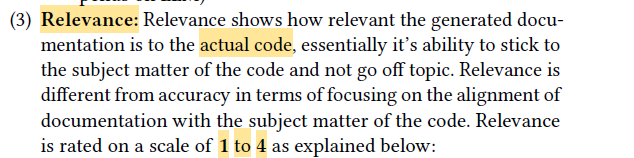 (3) Relevance: Relevance shows how relevant the generated docu-
mentation is to the actual code, essentially it's ability to stick to
the subject matter of the code and not go off topic. Relevance is
different from accuracy in terms of focusing on the alignment of
documentation with the subject matter of the code. Relevance
is rated on a scale of 1 to 4 as explained below: